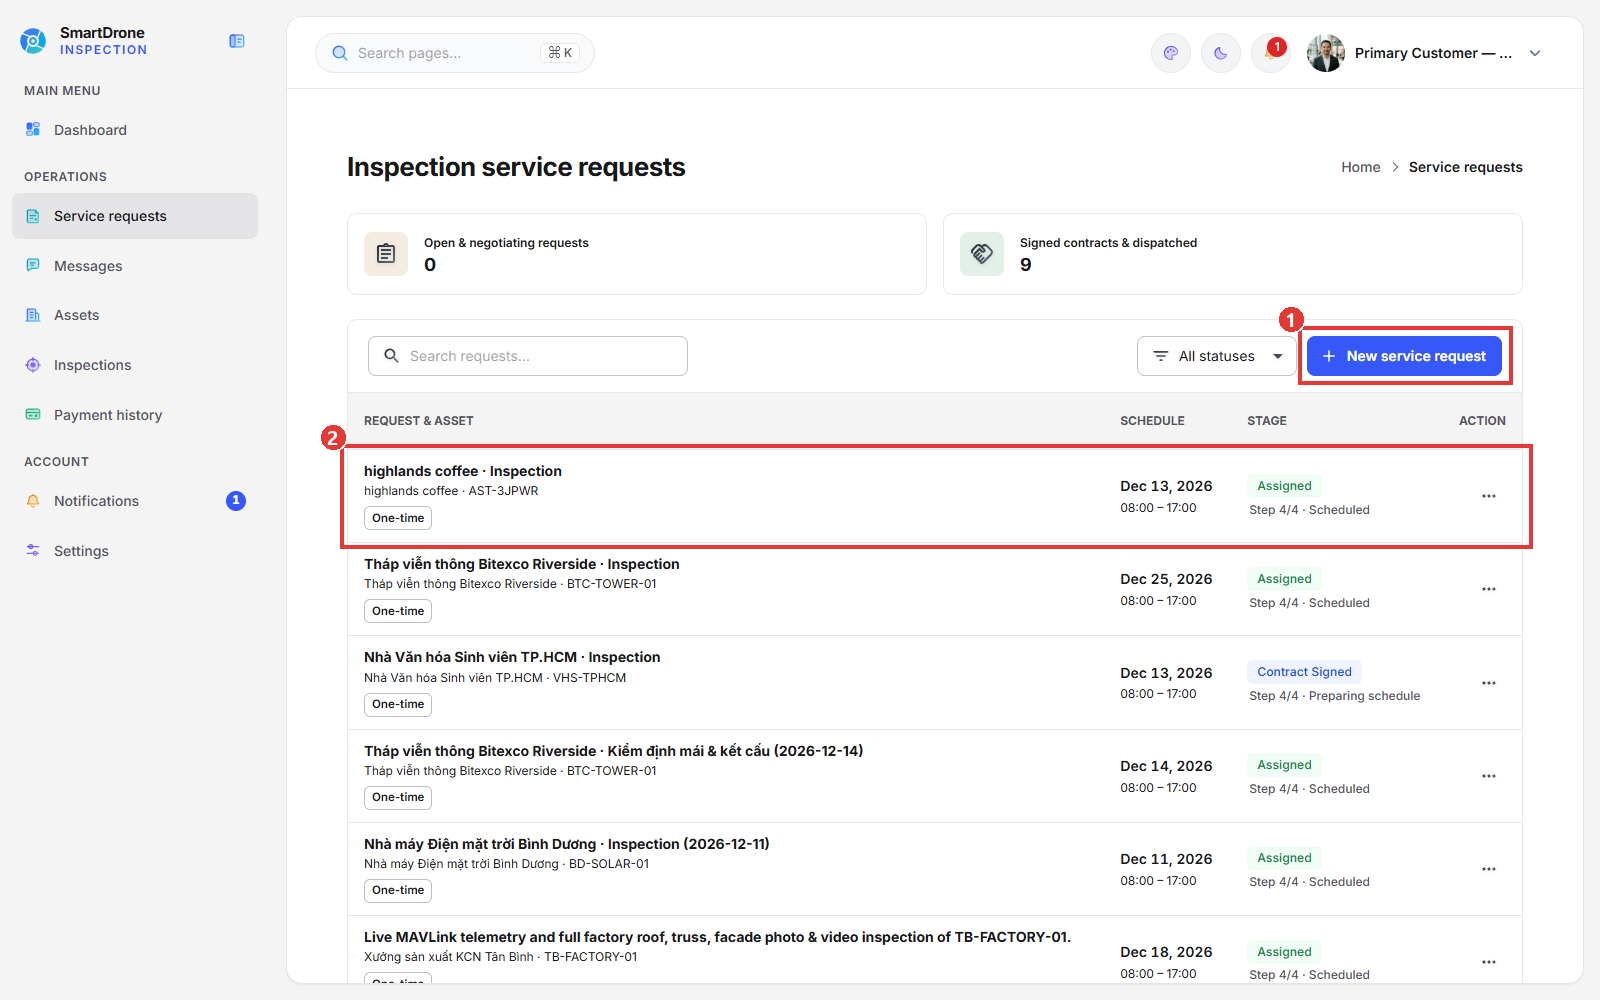 SmartDrone
INSPECTION
MAIN MENU
Dashboard
OPERATIONS
Service requests
Messages
Assets
Inspections
Payment history
ACCOUNT
Notifications
1
Settings
Search pages...
⌘ K
1
Primary Customer — ...
Inspection service requests
Home > Service requests
Open & negotiating requests
0
Signed contracts & dispatched
9
Search requests...
All statuses
1
+ New service request
REQUEST & ASSET
SCHEDULE
STAGE
ACTION
2
highlands coffee · Inspection
highlands coffee · AST-3JPWR
One-time
Dec 13, 2026
08:00 – 17:00
Assigned
Step 4/4 · Scheduled
Tháp viễn thông Bitexco Riverside · Inspection
Tháp viễn thông Bitexco Riverside · BTC-TOWER-01
One-time
Dec 25, 2026
08:00 – 17:00
Assigned
Step 4/4 · Scheduled
Nhà Văn hóa Sinh viên TP.HCM · Inspection
Nhà Văn hóa Sinh viên TP.HCM · VHS-TPHCM
One-time
Dec 13, 2026
08:00 – 17:00
Contract Signed
Step 4/4 · Preparing schedule
Tháp viễn thông Bitexco Riverside · Kiểm định mái & kết cấu (2026-12-14)
Tháp viễn thông Bitexco Riverside · BTC-TOWER-01
One-time
Dec 14, 2026
08:00 – 17:00
Assigned
Step 4/4 · Scheduled
Nhà máy Điện mặt trời Bình Dương · Inspection (2026-12-11)
Nhà máy Điện mặt trời Bình Dương · BD-SOLAR-01
One-time
Dec 11, 2026
08:00 – 17:00
Assigned
Step 4/4 · Scheduled
Live MAVLink telemetry and full factory roof, truss, facade photo & video inspection of TB-FACTORY-01.
Xưởng sản xuất KCN Tân Bình · TB-FACTORY-01
One-time
Dec 18, 2026
08:00 – 17:00
Assigned
Step 4/4 · Scheduled